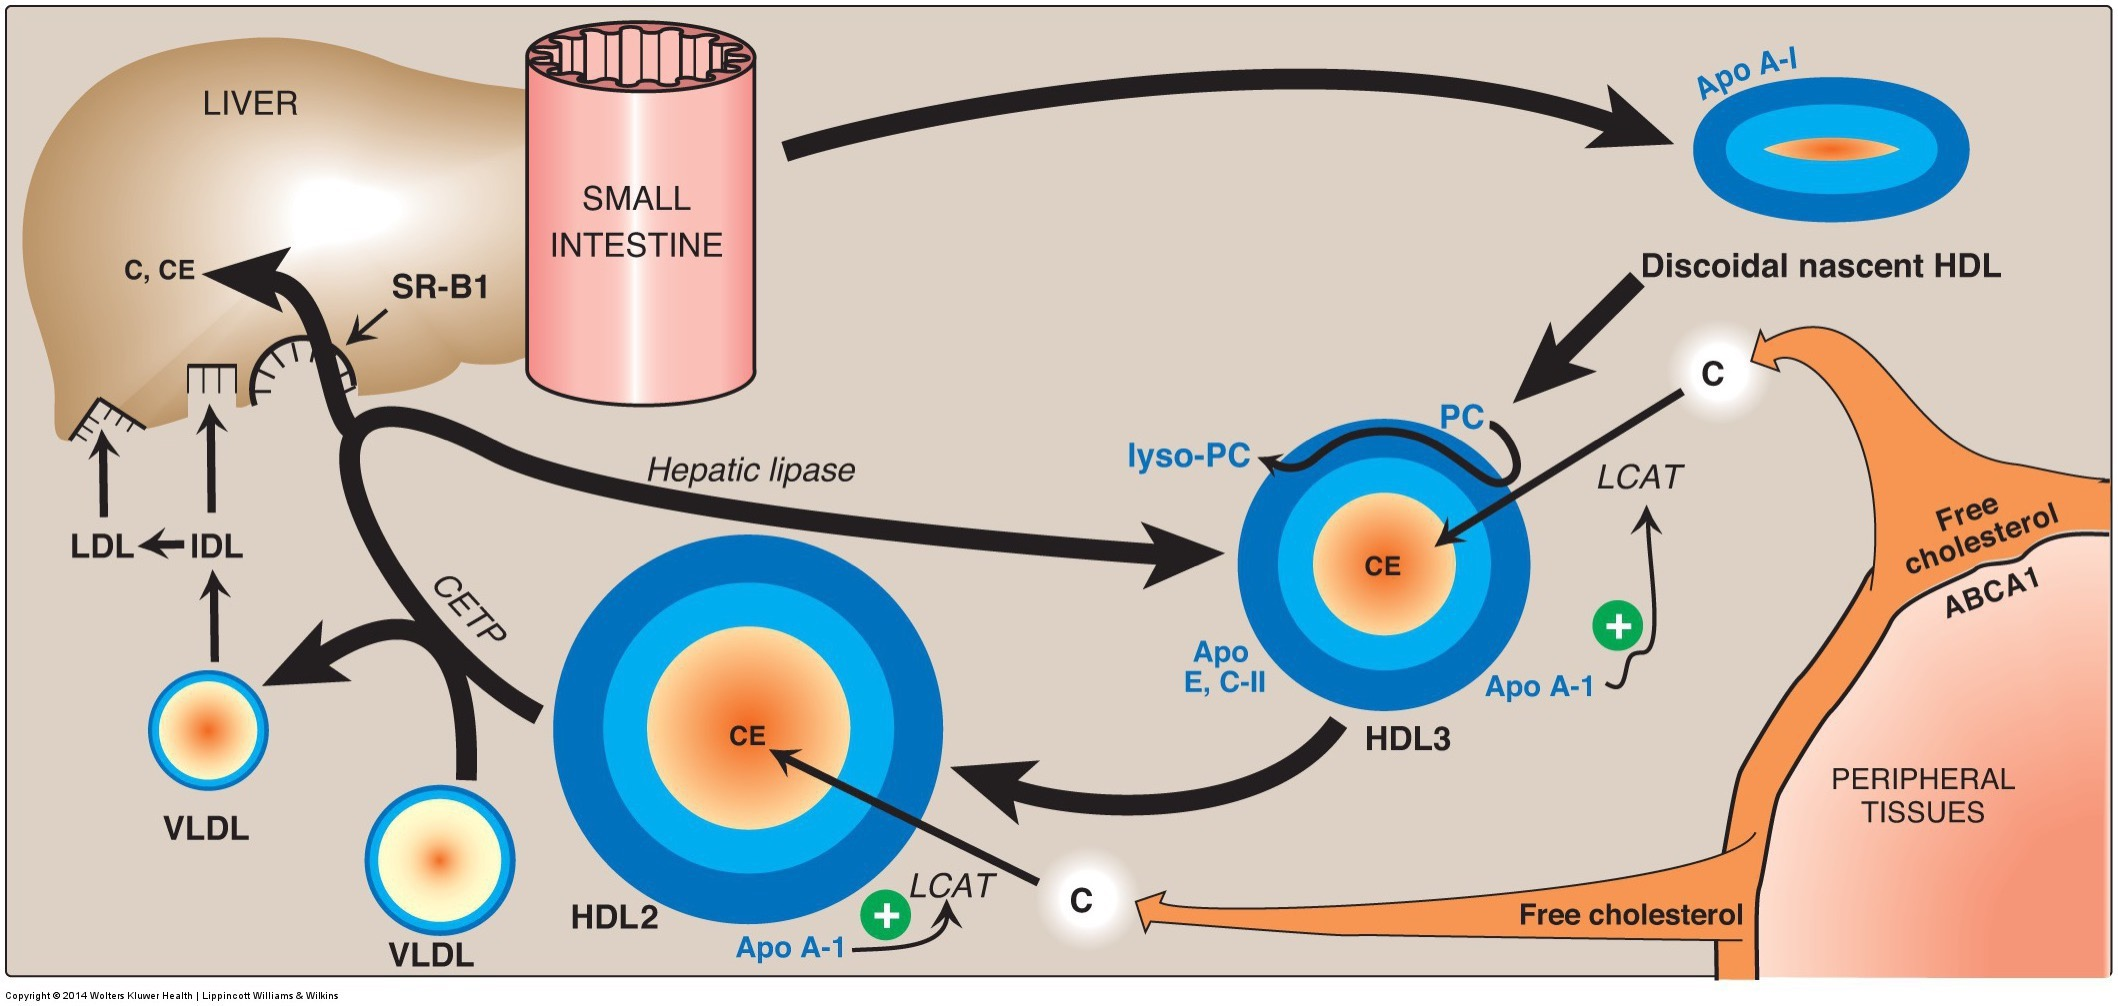 LIVER
SMALL
INTESTINE
Apo A-I
Discoidal nascent HDL
C, CE
SR-B1
C
PC
lyso-PC
Hepatic lipase
LCAT
Free
cholesterol
ABCA1
LDL
IDL
CE
CETP
+
Apo
E, C-II
Apo A-1
HDL3
CE
PERIPHERAL
TISSUES
VLDL
VLDL
HDL2
LCAT
+
Apo A-1
C
Free cholesterol
Copyright © 2014 Wolters Kluwer Health | Lippincott Williams & Wilkins